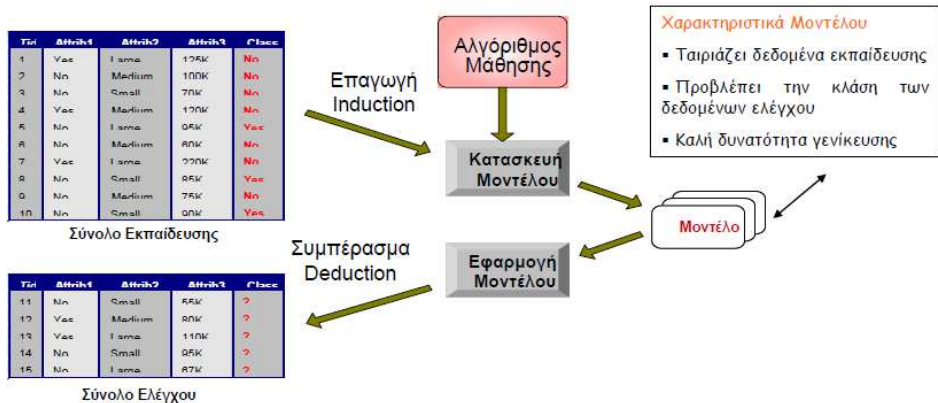 Tid Attrib1 Attrib2 Attrib3 Class
1 Yes Large 125K No
2 No Medium 100K No
3 No Small 70K No
4 Yes Medium 120K No
5 No Large 95K Yes
6 No Medium 60K No
7 Yes Large 220K No
8 No Small 85K Yes
9 No Medium 75K No
10 No Small 90K Yes
Σύνολο Εκπαίδευσης
Επαγωγή
Induction
Αλγόριθμος
Μάθησης
Κατασκευή
Μοντέλου
Χαρακτηριστικά Μοντέλου
▪ Ταιριάζει δεδομένα εκπαίδευσης
▪ Προβλέπει την κλάση των
δεδομένων ελέγχου
▪ Καλή δυνατότητα γενίκευσης
Μοντέλο
Εφαρμογή
Μοντέλου
Συμπέρασμα
Deduction
Tid Attrib1 Attrib2 Attrib3 Class
11 No Small 55K ?
12 Yes Medium 80K ?
13 Yes Large 110K ?
14 No Small 95K ?
15 No Large 67K ?
Σύνολο Ελέγχου